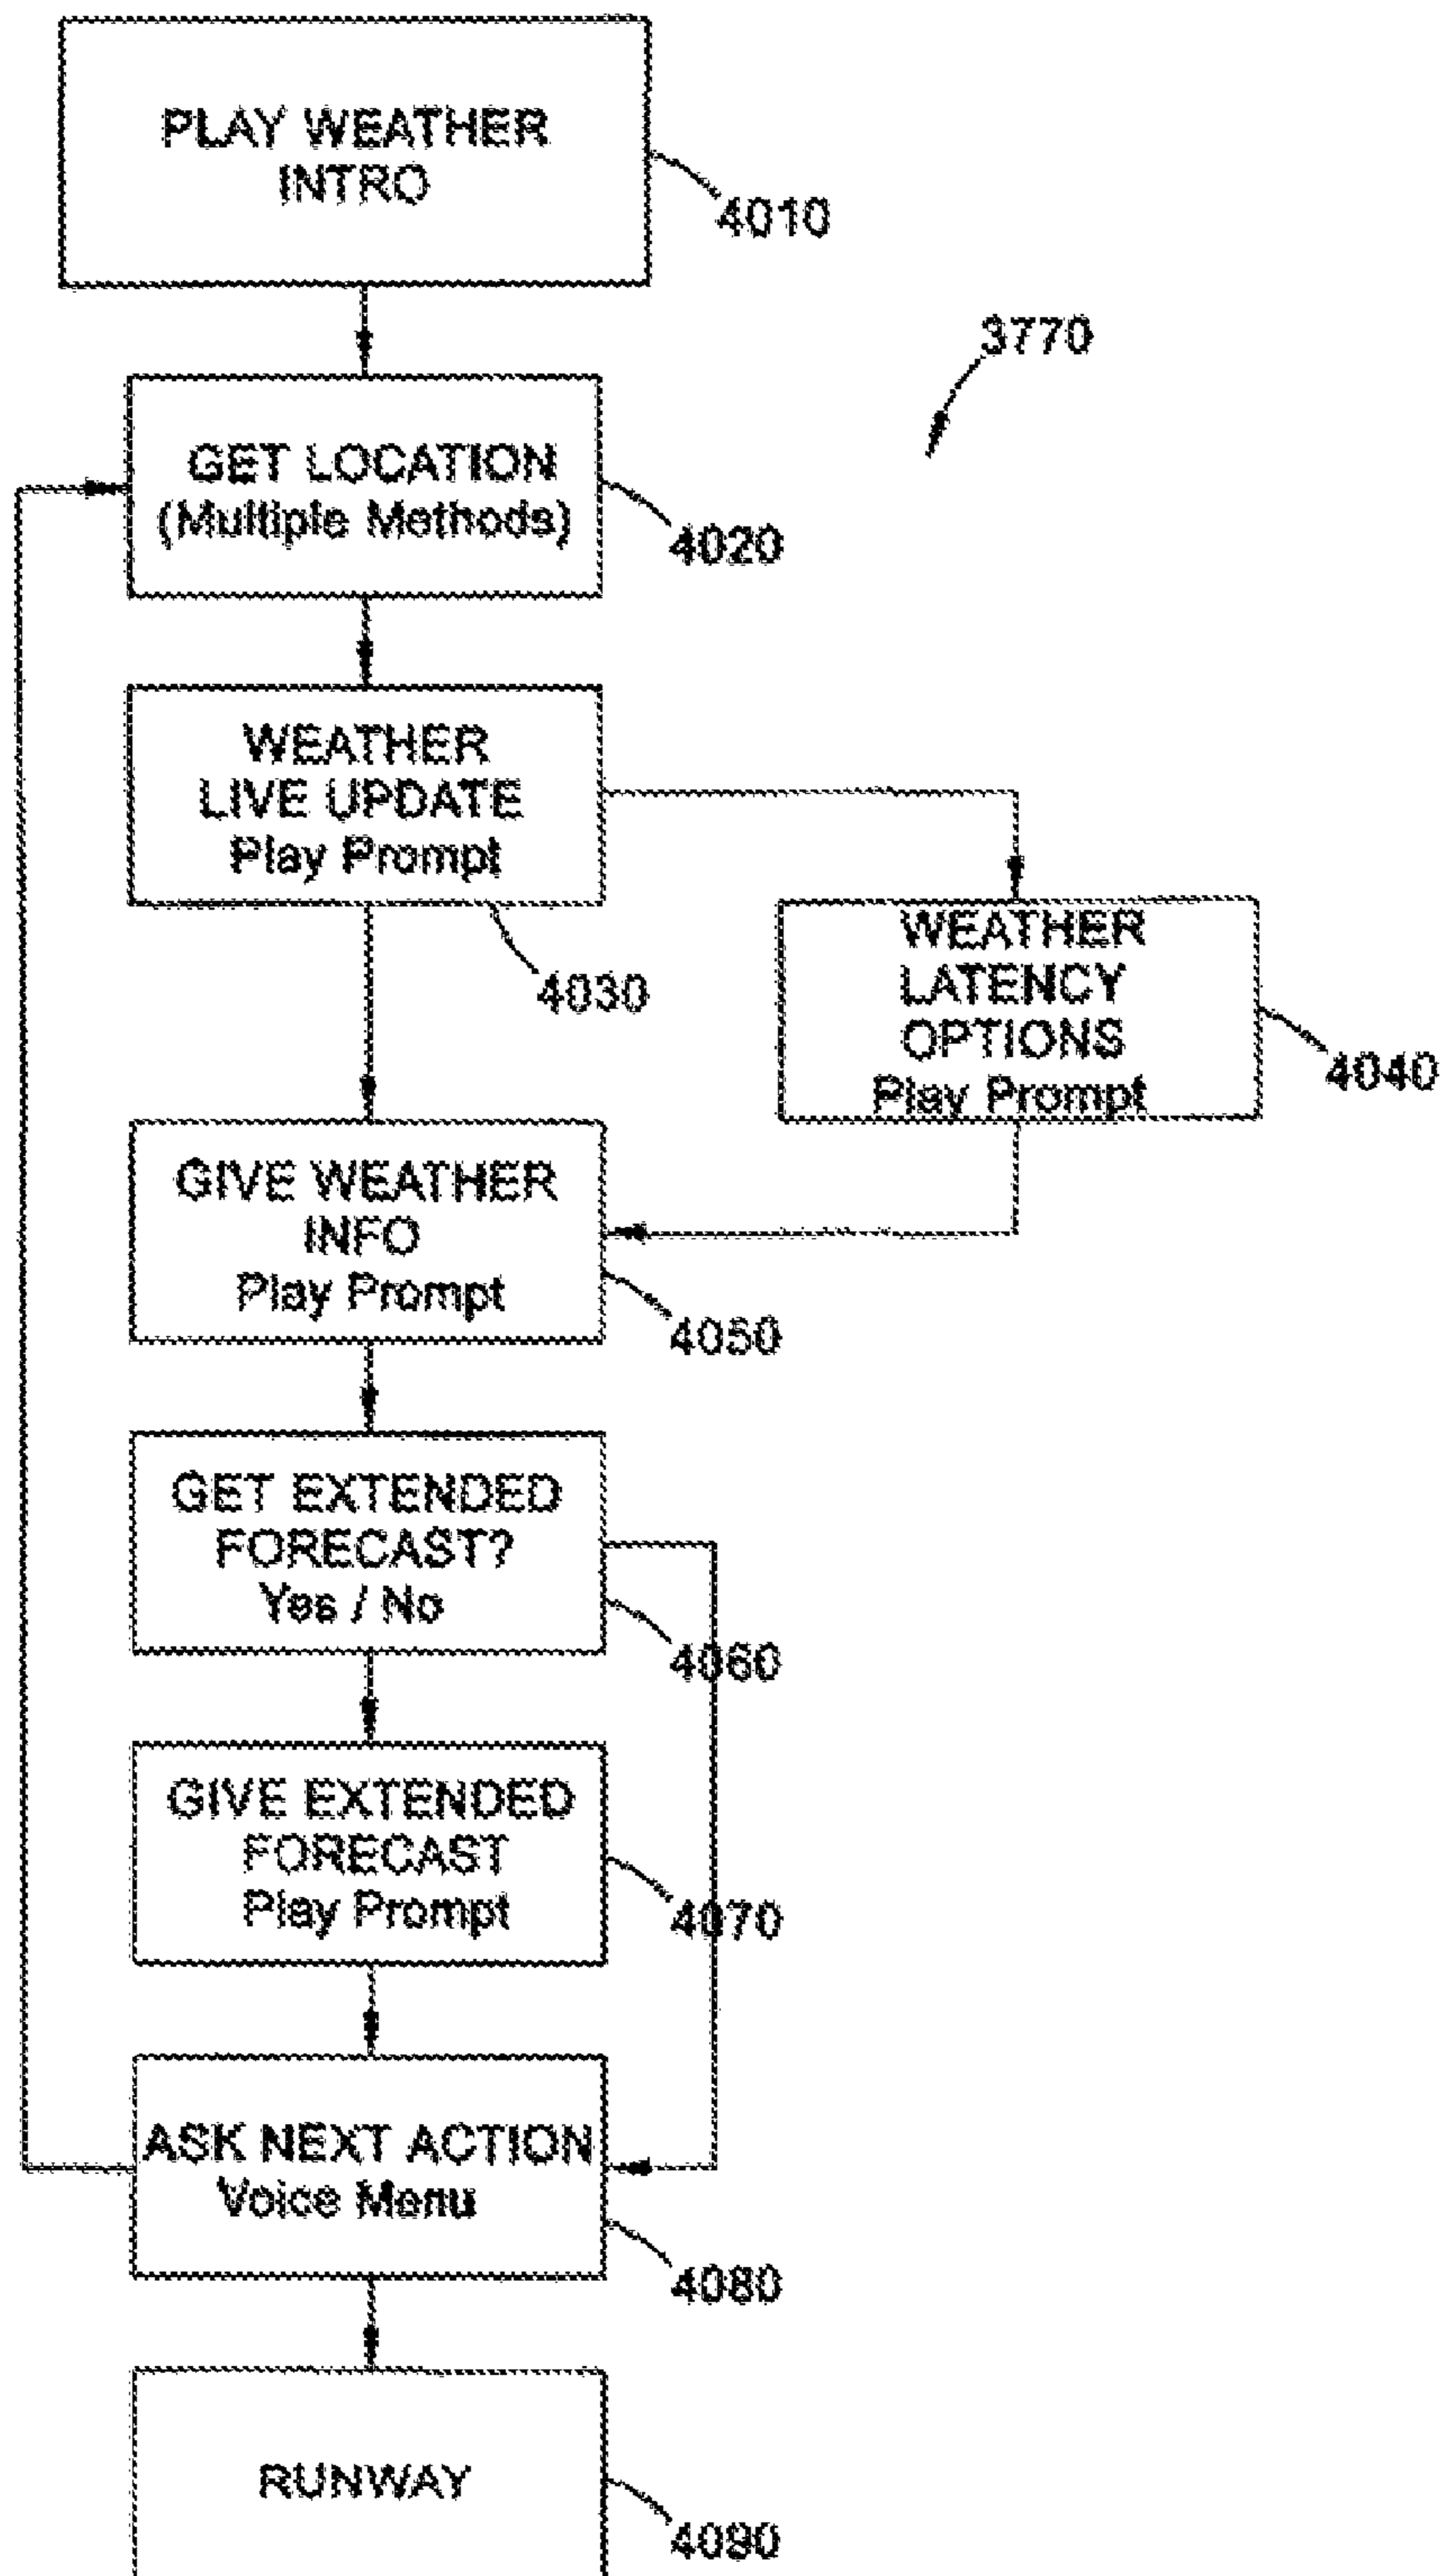 PLAY WEATHER
INTRO
4010
3770
GET LOCATION
(Multiple Methods)
4020
WEATHER
LIVE UPDATE
Play Prompt
4030
WEATHER
LATENCY
OPTIONS
Play Prompt
4040
GIVE WEATHER
INFO
Play Prompt
4050
GET EXTENDED
FORECAST?
Yes / No
4060
GIVE EXTENDED
FORECAST
Play Prompt
4070
ASK NEXT ACTION
Voice Menu
4080
RUNWAY
4090